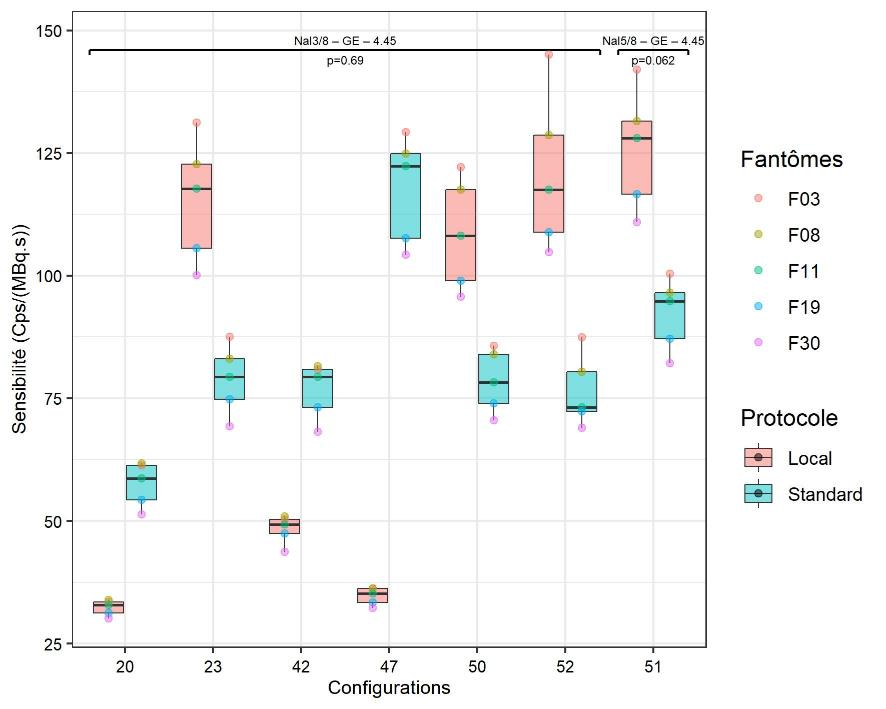 NaI3/8 – GE – 4.45
NaI5/8 – GE – 4.45
p=0.69
p=0.062
150
125
100
75
50
25
Sensibilité (Cps/(MBq.s))
20 23 42 47 50 52 51
Configurations
Fantômes
F03
F08
F11
F19
F30
Protocole
Local
Standard